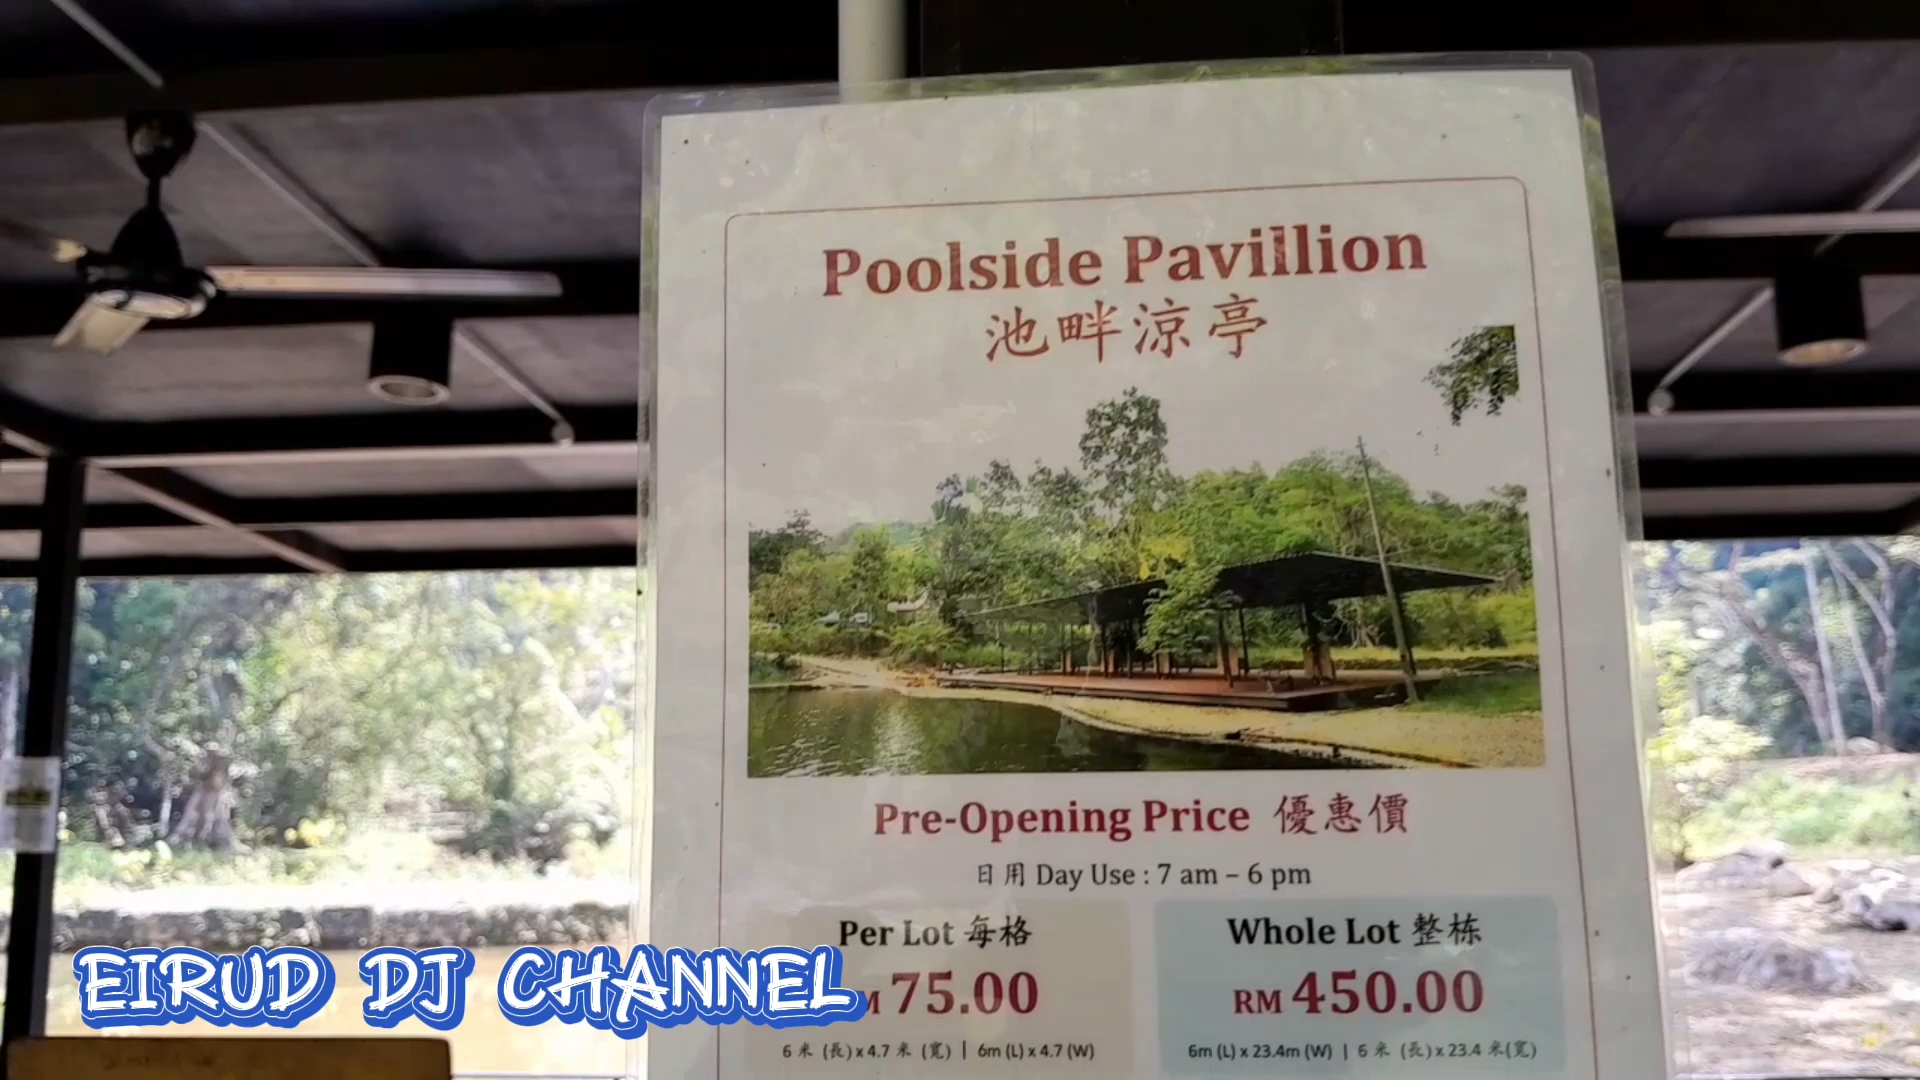 Poolside Pavillion
池畔涼亭
Pre-Opening Price 優惠價
日用 Day Use : 7 am – 6 pm
Per Lot 每格
75.00
6 米 (長) x 4.7 米 (寬) | 6m (L) x 4.7 (W)
Whole Lot 整栋
RM 450.00
6m (L) x 23.4m (W) | 6 米 (長) x 23.4 米(寬)
EIRUD DJ CHANNEL